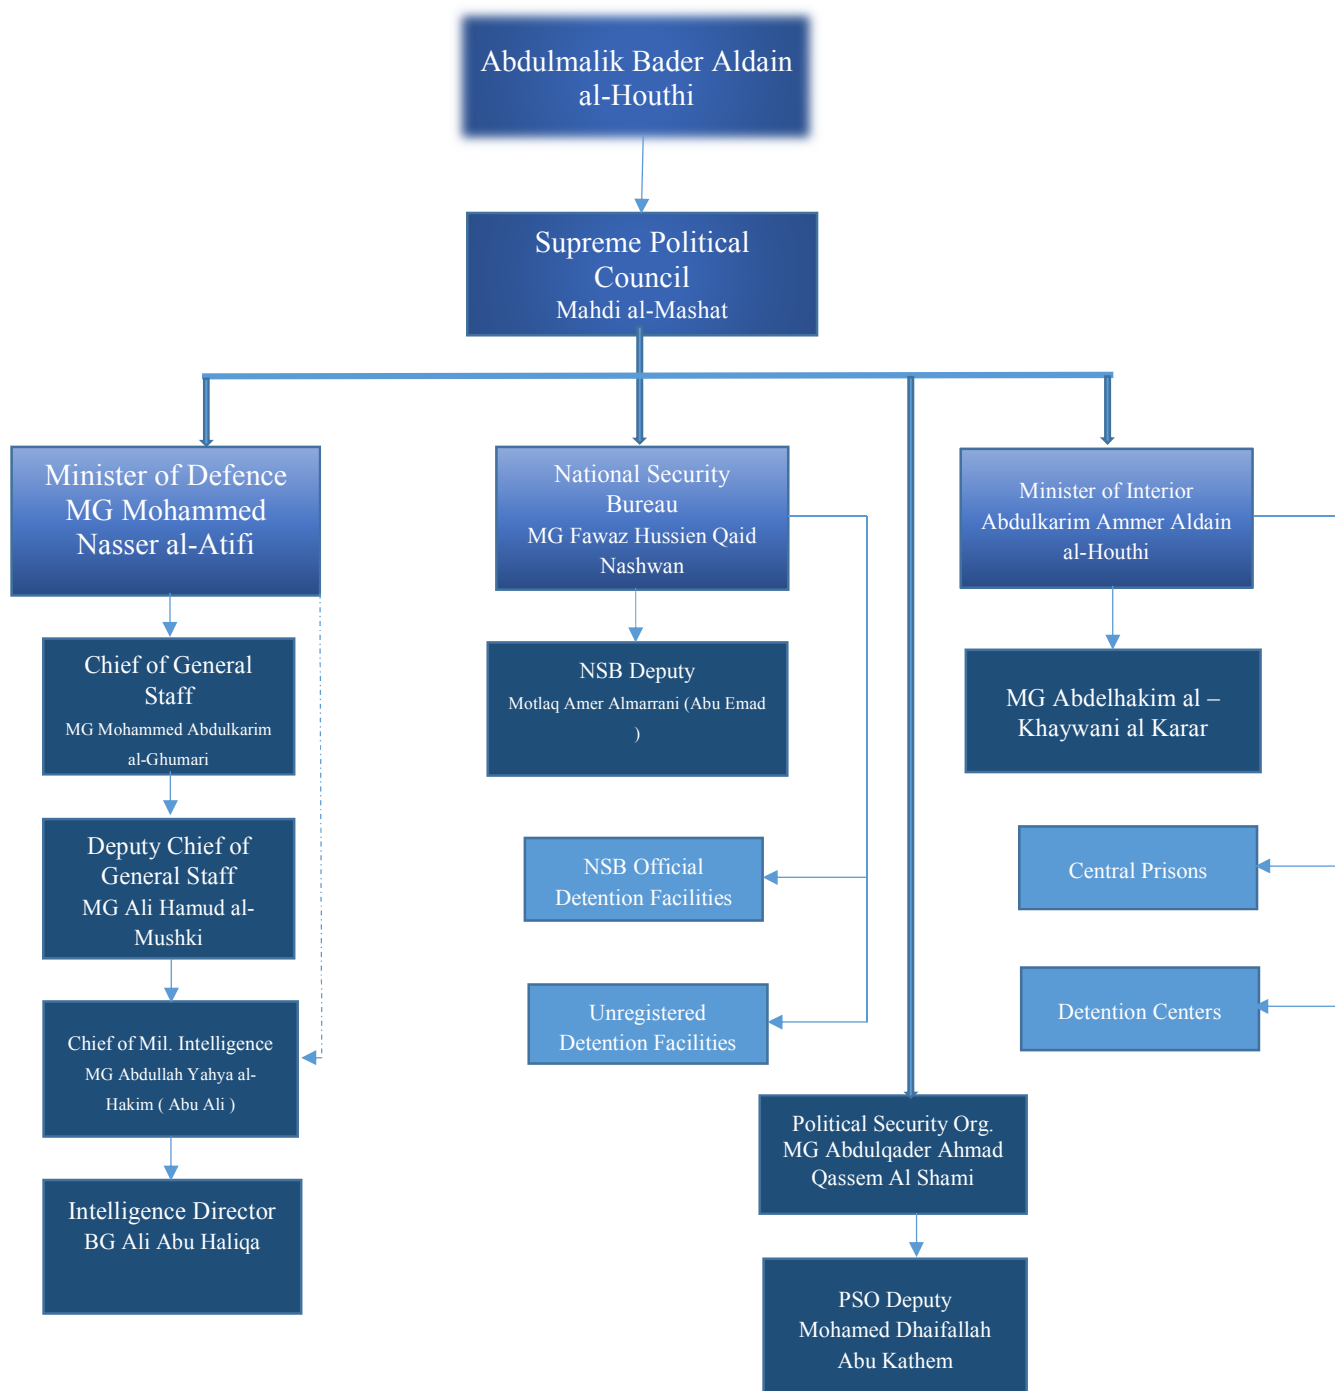 Abdulmalik Bader Aldain
al-Houthi
Supreme Political
Council
Mahdi al-Mashat
Minister of Defence
MG Mohammed
Nasser al-Atifi
National Security
Bureau
MG Fawaz Hussien Qaid
Nashwan
Minister of Interior
Abdulkarim Ammer Aldain
al-Houthi
Chief of General
Staff
MG Mohammed Abdulkarim
al-Ghumari
NSB Deputy
Motlaq Amer Almarrani (Abu Emad
)
MG Abdelhakim al –
Khaywani al Karar
Deputy Chief of
General Staff
MG Ali Hamud al-
Mushki
NSB Official
Detention Facilities
Central Prisons
Chief of Mil. Intelligence
MG Abdullah Yahya al-
Hakim ( Abu Ali )
Unregistered
Detention Facilities
Detention Centers
Intelligence Director
BG Ali Abu Haliqa
Political Security Org.
MG Abdulqader Ahmad
Qassem Al Shami
PSO Deputy
Mohamed Dhaifallah
Abu Kathem